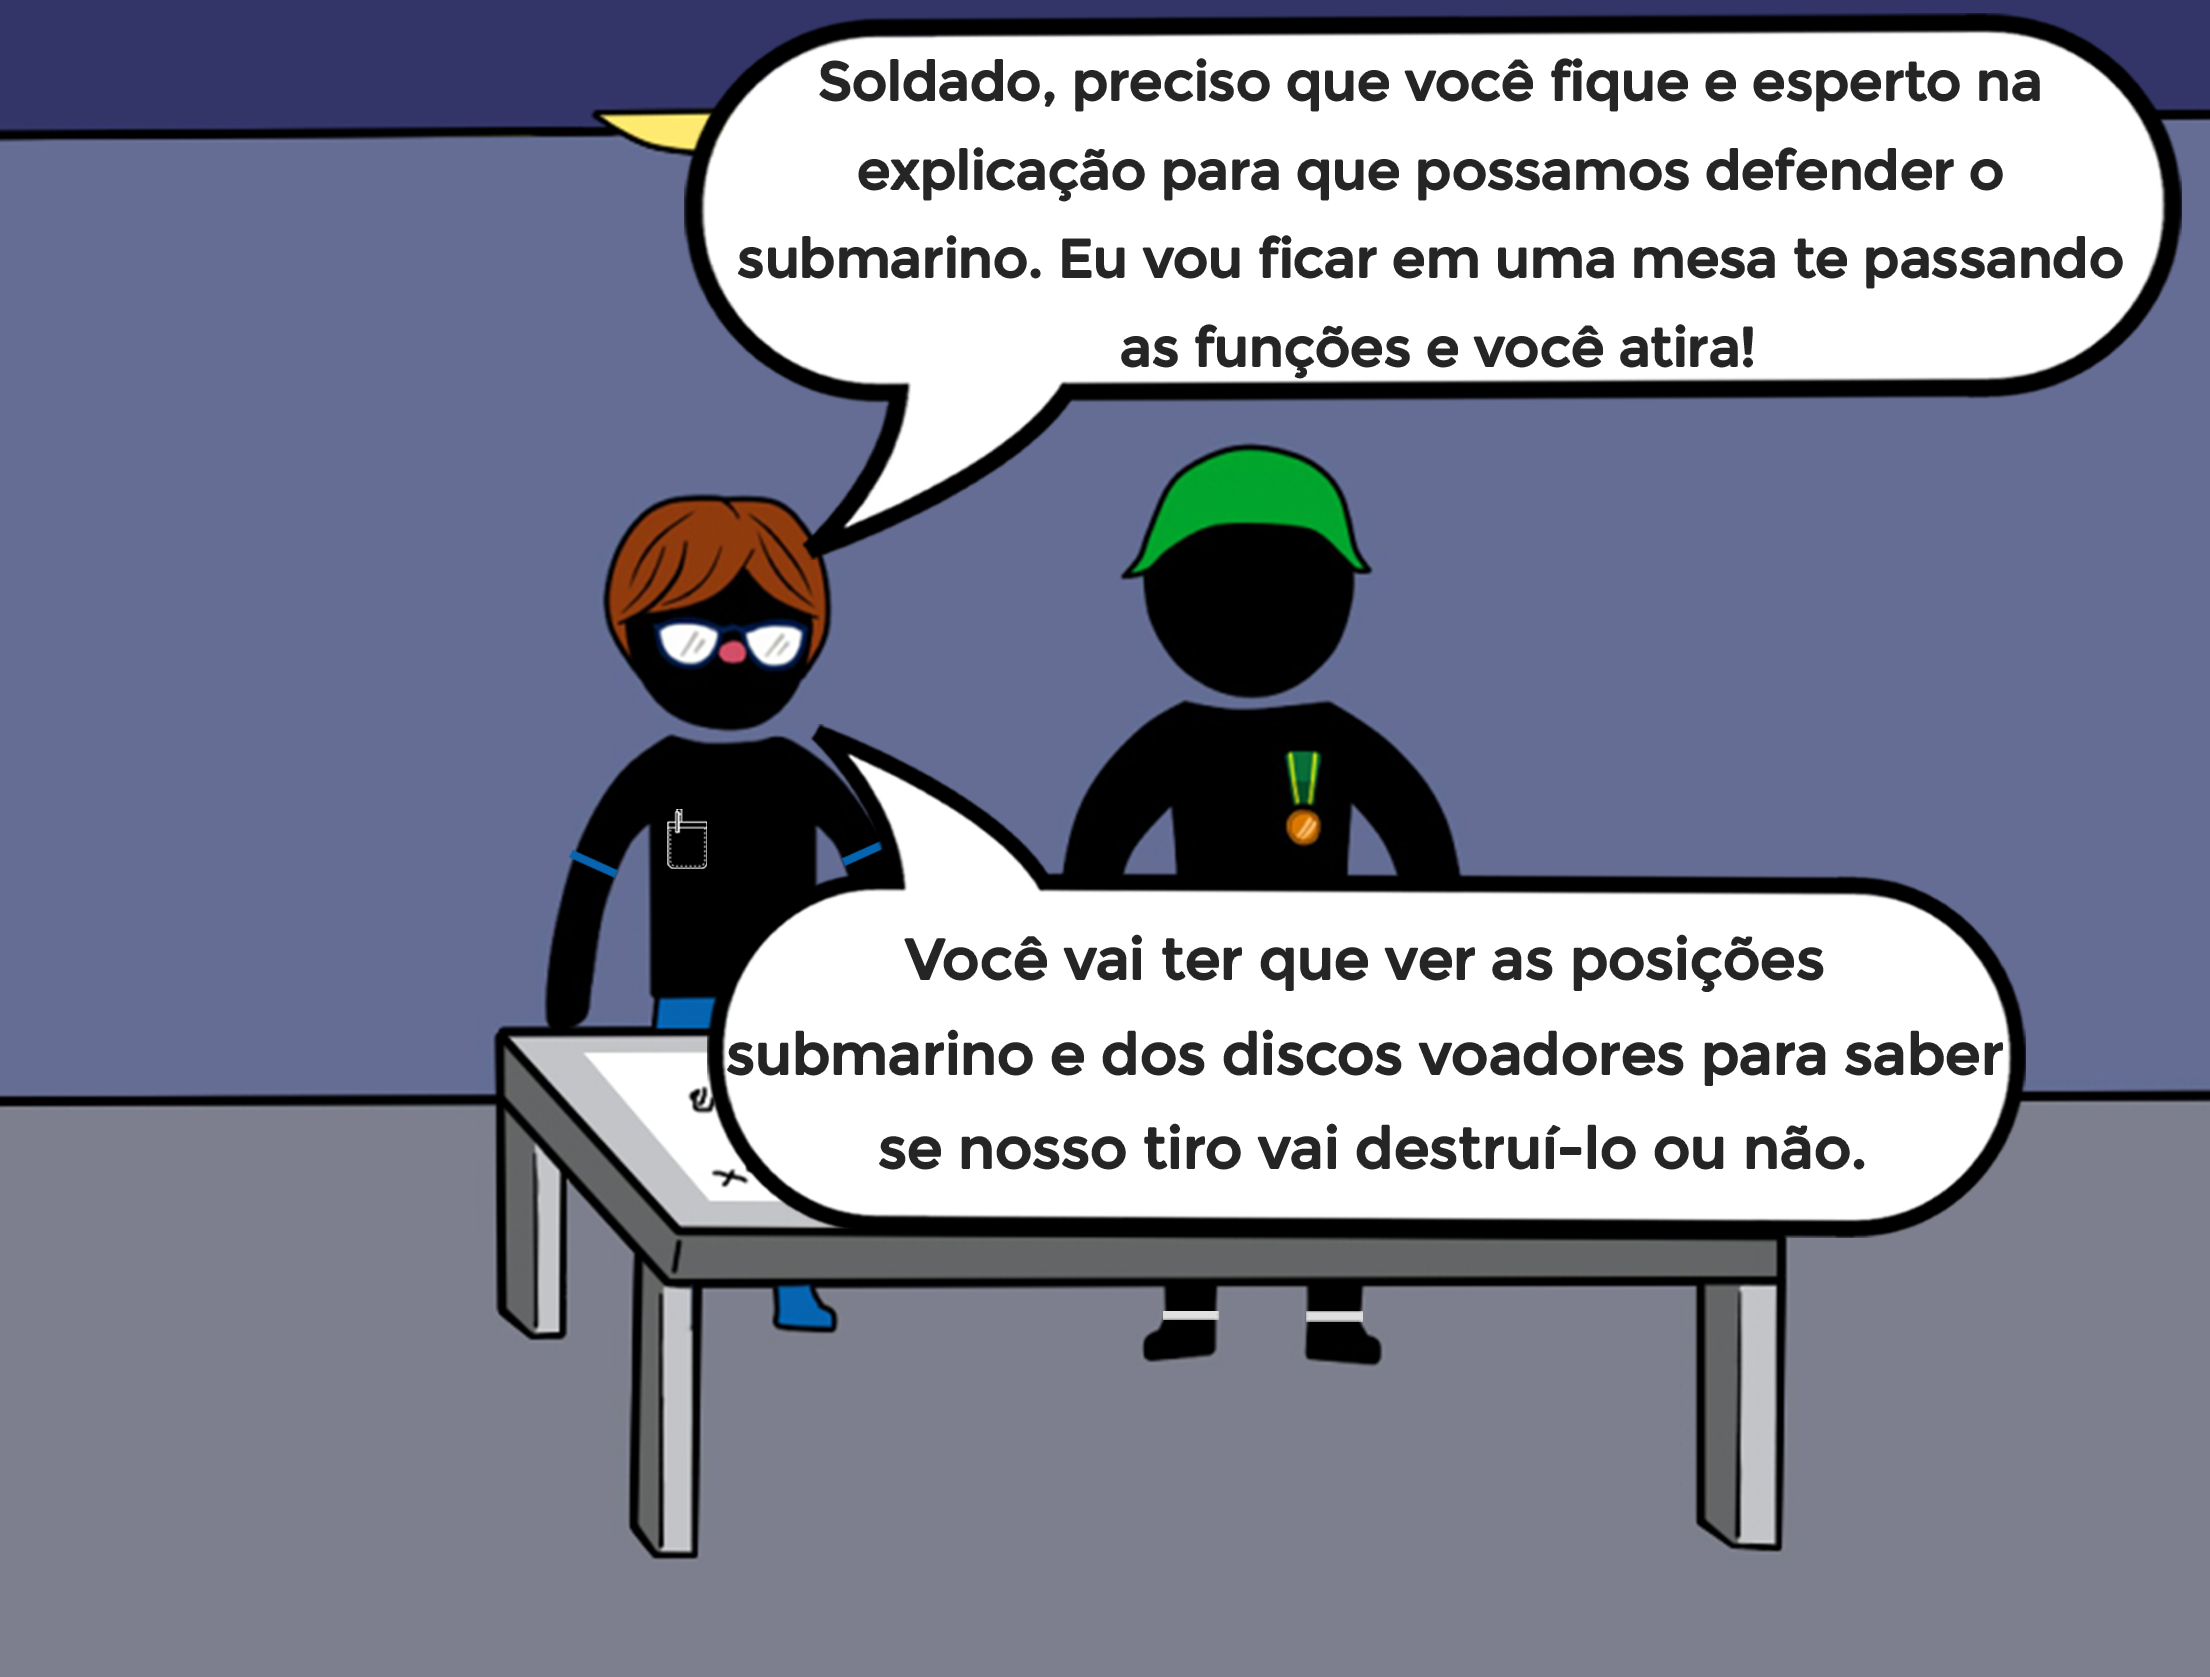 Soldado, preciso que você fique e esperto na
explicação para que possamos defender o
submarino. Eu vou ficar em uma mesa te passando
as funções e você atira!
Você vai ter que ver as posições
submarino e dos discos voadores para saber
se nosso tiro vai destruí-lo ou não.